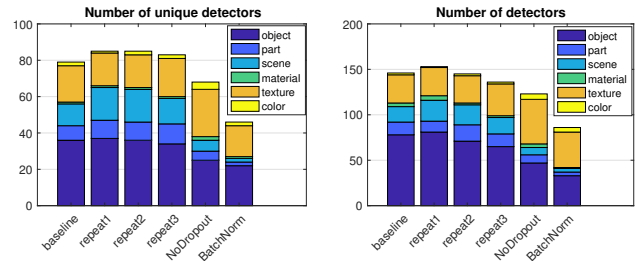 Number of unique detectors
100
80
60
40
20
0
object
part
scene
material
texture
color
baseline
repeat1
repeat2
repeat3
NoDropout
BatchNorm
Number of detectors
200
150
100
50
0
object
part
scene
material
texture
color
baseline
repeat1
repeat2
repeat3
NoDropout
BatchNorm